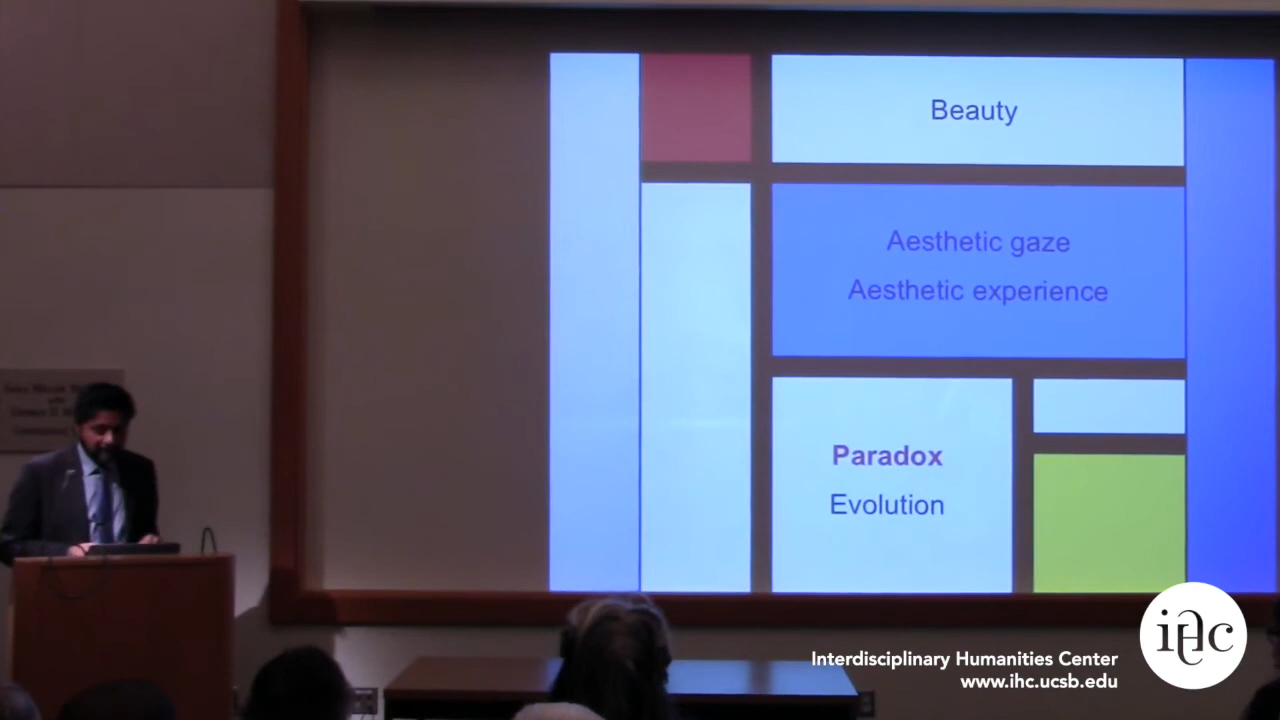 Beauty
Aesthetic gaze
Aesthetic experience
Paradox
Evolution
ihc
Interdisciplinary Humanities Center
www.ihc.ucsb.edu